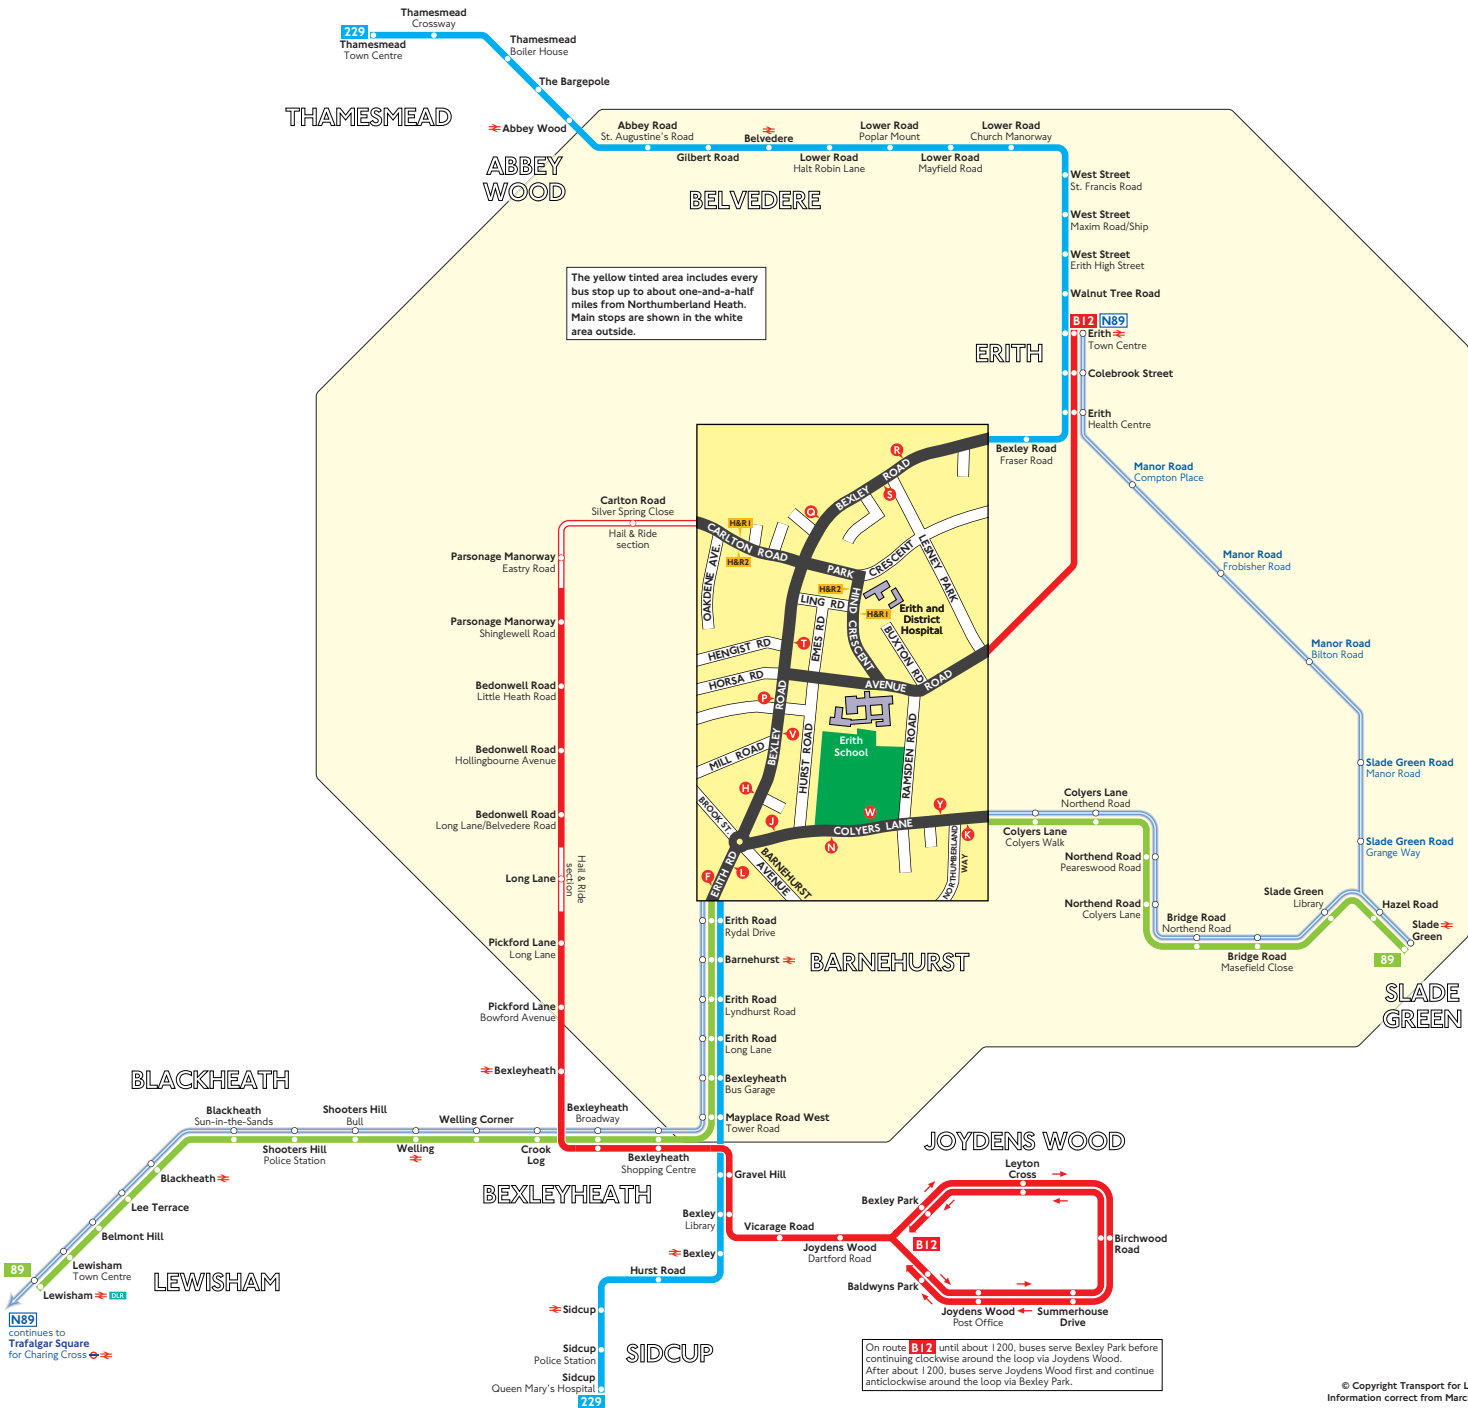 Thamesmead
Crossway
229
Thamesmead
Town Centre
Thamesmead
Boiler House
The Bargepole
THAMESMEAD
Abbey Wood
ABBEY
WOOD
Abbey Road
St. Augustine's Road
Gilbert Road
Belvedere
Lower Road
Halt Robin Lane
Lower Road
Poplar Mount
Lower Road
Mayfield Road
Lower Road
Church Manorway
BELVEDERE
West Street
St. Francis Road
West Street
Maxim Road/Ship
West Street
Erith High Street
Walnut Tree Road
The yellow tinted area includes every
bus stop up to about one-and-a-half
miles from Northumberland Heath.
Main stops are shown in the white
area outside.
B12 N89
Erith
Town Centre
ERITH
Colebrook Street
Erith
Health Centre
Bexley Road
Fraser Road
Manor Road
Compton Place
Manor Road
Frobisher Road
Manor Road
Bilton Road
Slade Green Road
Manor Road
Slade Green Road
Grange Way
Carlton Road
Silver Spring Close
Hail & Ride
section
Parsonage Manorway
Eastry Road
Parsonage Manorway
Shinglewell Road
Bedonwell Road
Little Heath Road
Bedonwell Road
Hollingbourne Avenue
Bedonwell Road
Long Lane/Belvedere Road
Hail & Ride
section
Long Lane
Pickford Lane
Long Lane
Pickford Lane
Bowford Avenue
Bexleyheath
R
BEXLEY ROAD
S
Q
H&R1
CARLTON ROAD
H&R2
OAKDENE AVE.
PARK
CRESCENT
LESNEY PARK
H&R2
LING RD
HIND CRESCENT
H&R1
Erith and
District
Hospital
EMES RD
BUXTON RD
HENGIST RD
T
HORSA RD
AVENUE
ROAD
P
BEXLEY ROAD
V
MILL ROAD
HURST ROAD
Erith
School
RAMSDEN ROAD
H
BROOK ST.
J
W
Y
COLYERS LANE
N
K
NORTHUMBERLAND
WAY
BARNEHURST
AVENUE
F
L
ERITH RD
Colyers Lane
Northend Road
Colyers Lane
Colyers Walk
Northend Road
Peareswood Road
Northend Road
Colyers Lane
Bridge Road
Northend Road
Bridge Road
Masefield Close
Slade Green
Library
Hazel Road
Slade
Green
89
SLADE
GREEN
Erith Road
Rydal Drive
Barnehurst
BARNEHURST
Erith Road
Lyndhurst Road
Erith Road
Long Lane
Bexleyheath
Bus Garage
Mayplace Road West
Tower Road
BLACKHEATH
Blackheath
Sun-in-the-Sands
Shooters Hill
Police Station
Shooters Hill
Bull
Welling
Welling Corner
Crook
Log
Bexleyheath
Broadway
Bexleyheath
Shopping Centre
BEXLEYHEATH
Blackheath
Lee Terrace
Belmont Hill
Lewisham
Town Centre
LEWISHAM
89
Lewisham DLR
N89
continues to
Trafalgar Square
for Charing Cross
Gravel Hill
Bexley
Library
Bexley
Hurst Road
Sidcup
Sidcup
Police Station
Sidcup
Queen Mary's Hospital
229
SIDCUP
Vicarage Road
Joydens Wood
Dartford Road
JOYDENS WOOD
Leyton
Cross
Bexley Park
B12
Birchwood
Road
Baldwyns Park
Joydens Wood
Post Office
Summerhouse
Drive
On route B12 until about 1200, buses serve Bexley Park before
continuing clockwise around the loop via Joydens Wood.
After about 1200, buses serve Joydens Wood first and continue
anticlockwise around the loop via Bexley Park.
© Copyright Transport for L
Information correct from Marc